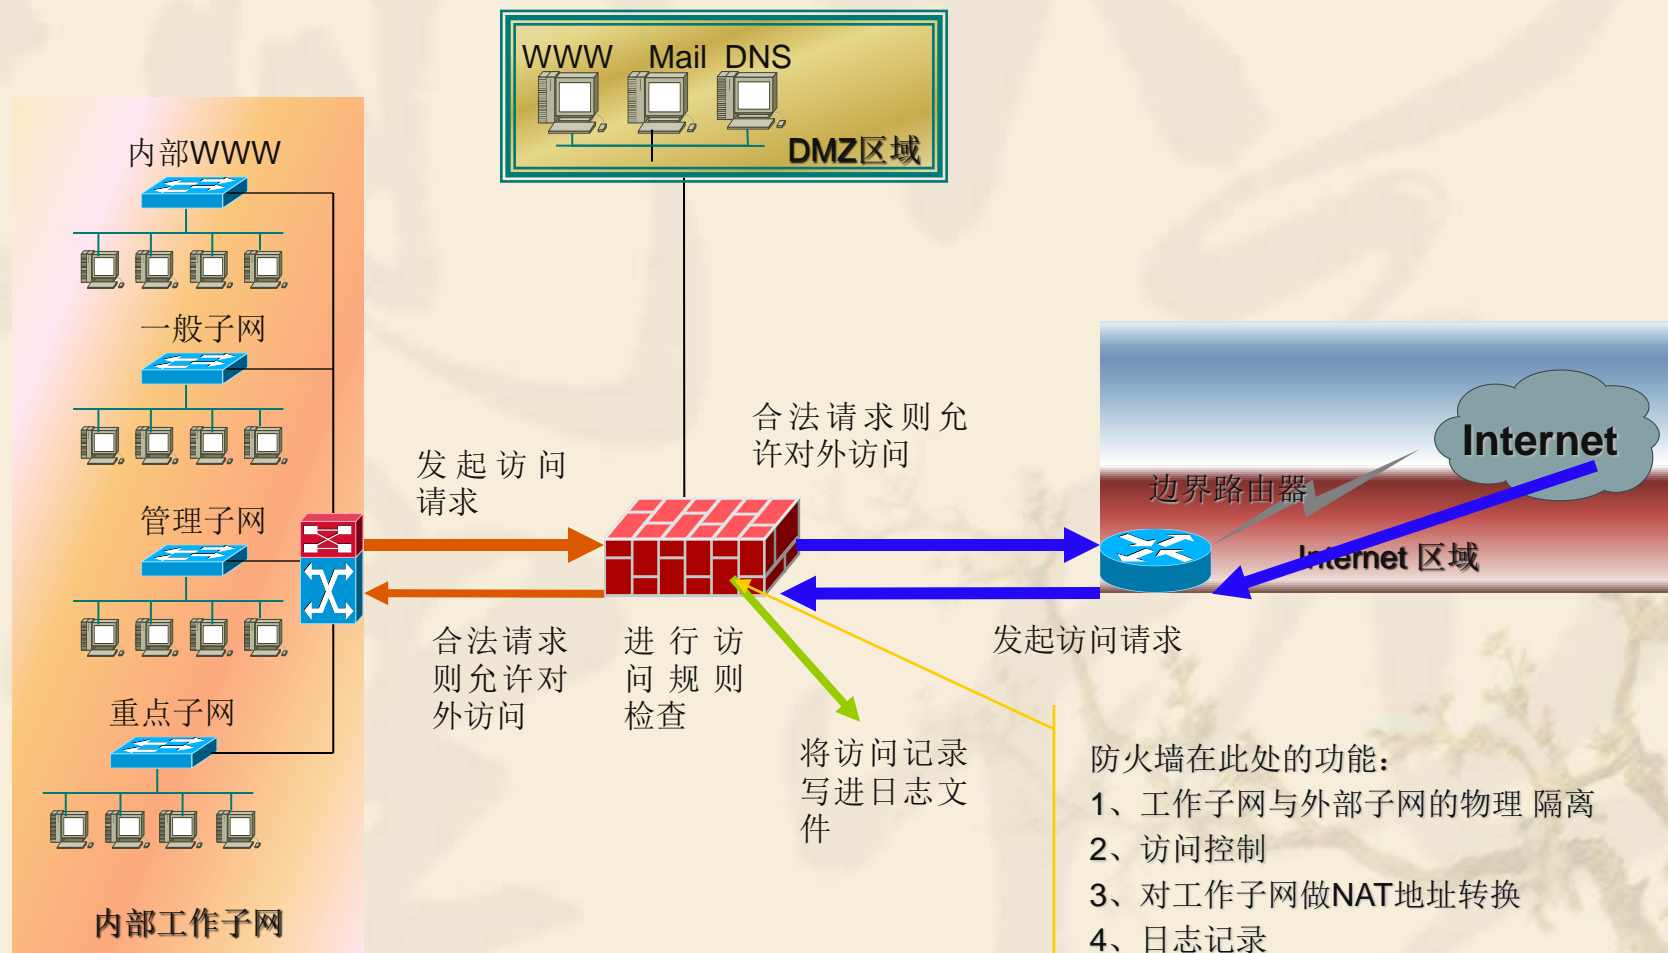 WWW Mail DNS
DMZ区域
内部WWW
一般子网
管理子网
重点子网
内部工作子网
发起访问
请求
合法请求则允
许对外访问
边界路由器
Internet
Internet 区域
合法请求
则允许对
外访问
进行访
问规则
检查
发起访问请求
将访问记录
写进日志文
件
防火墙在此处的功能：
1、工作子网与外部子网的物理 隔离
2、访问控制
3、对工作子网做NAT地址转换
4、日志记录